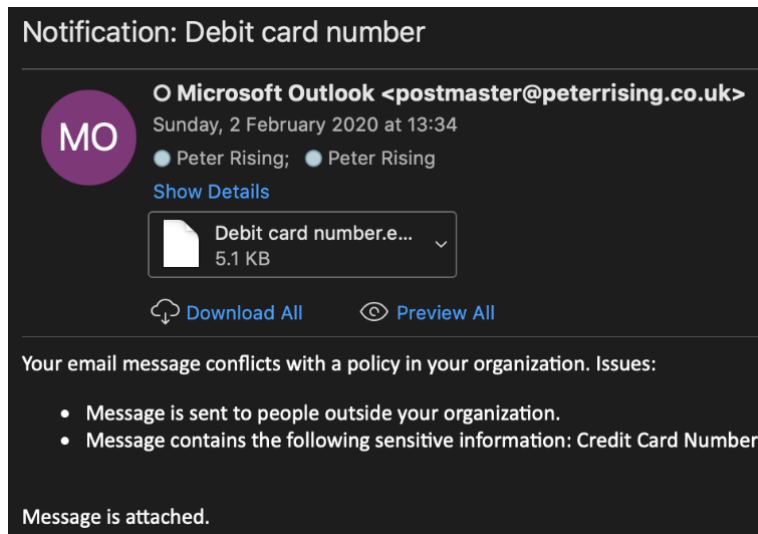 Notification: Debit card number
Microsoft Outlook <postmaster@peterrising.co.uk>
MO
Sunday, 2 February 2020 at 13:34
Peter Rising; Peter Rising
Show Details
Debit card number.e...
5.1 KB
Download All Preview All
Your email message conflicts with a policy in your organization. Issues:
• Message is sent to people outside your organization.
• Message contains the following sensitive information: Credit Card Number
Message is attached.